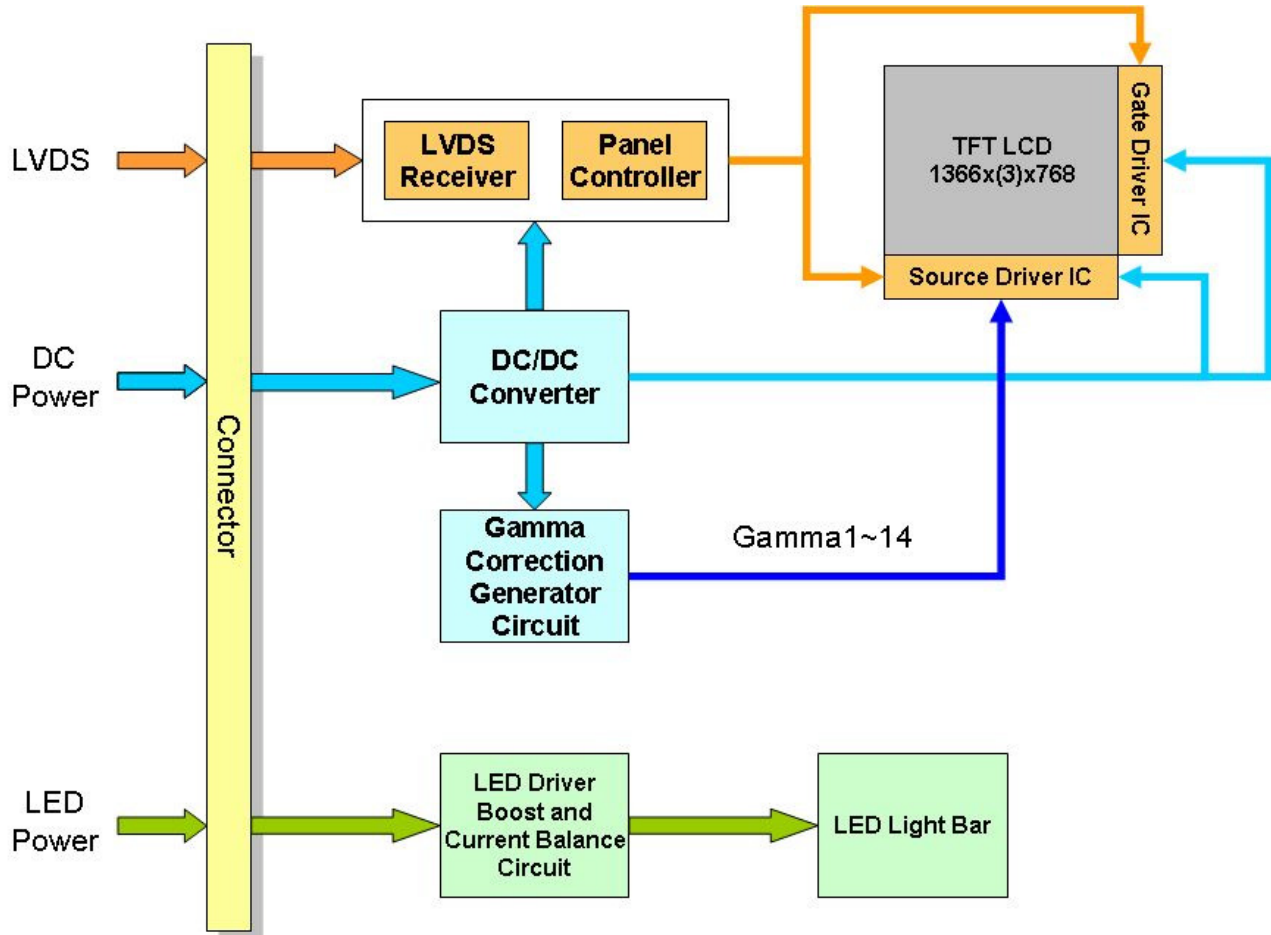 LVDS
DC
Power
LED
Power
Connector
LVDS
Receiver
Panel
Controller
DC/DC
Converter
Gamma
Correction
Generator
Circuit
Gamma1~14
TFT LCD
1366x(3)x768
Gate Driver IC
Source Driver IC
LED Driver
Boost and
Current Balance
Circuit
LED Light Bar